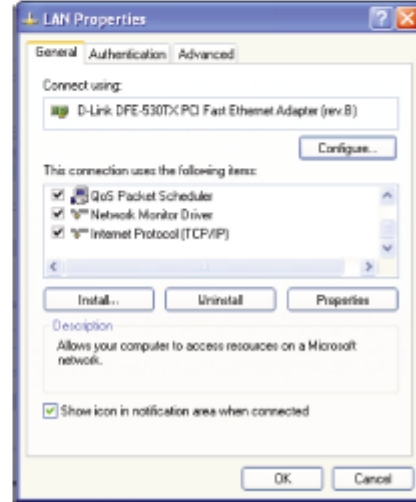 LAN Properties
General Authentication Advanced
Connect using:
D-Link DFE-530TX PCI Fast Ethernet Adapter (rev.B)
Configure...
This connection uses the following items:
QoS Packet Scheduler
Network Monitor Driver
Internet Protocol (TCP/IP)
Install... Uninstall Properties
Description
Allows your computer to access resources on a Microsoft
network.
Show icon in notification area when connected
OK Cancel